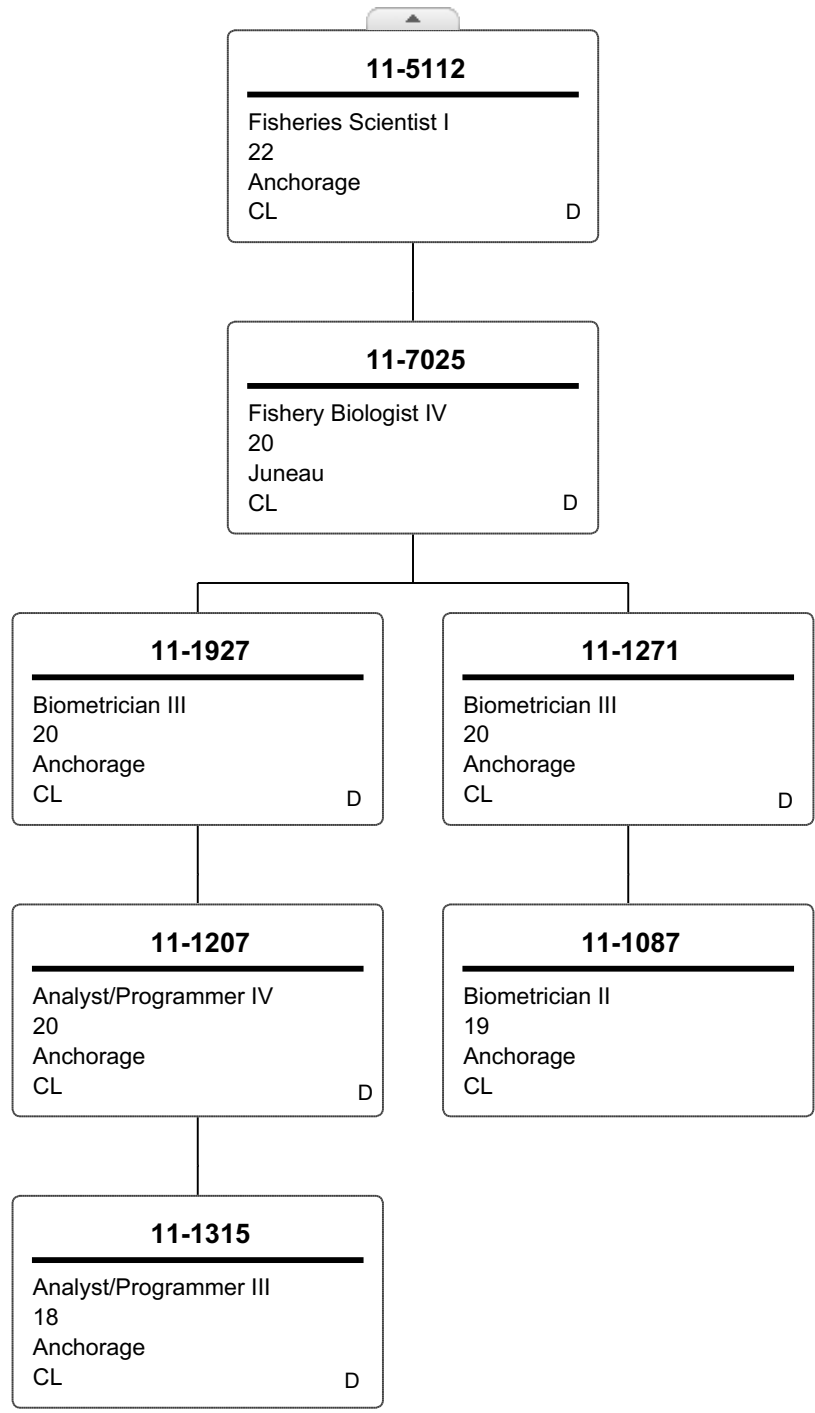 11-5112
Fisheries Scientist I
22
Anchorage
CL D
11-7025
Fishery Biologist IV
20
Juneau
CL D
11-1927
Biometrician III
20
Anchorage
CL D
11-1271
Biometrician III
20
Anchorage
CL D
11-1207
Analyst/Programmer IV
20
Anchorage
CL D
11-1087
Biometrician II
19
Anchorage
CL
11-1315
Analyst/Programmer III
18
Anchorage
CL D